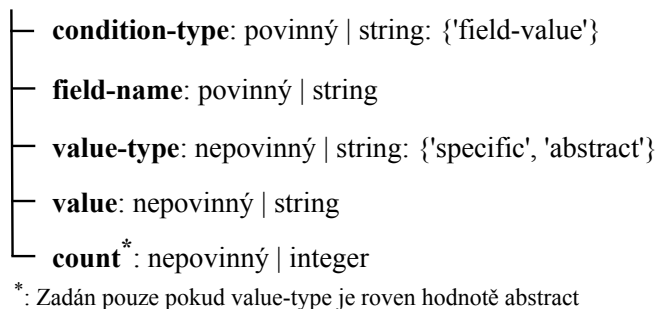 condition-type: povinný | string: {'field-value'}
field-name: povinný | string
value-type: nepovinný | string: {'specific', 'abstract'}
value: nepovinný | string
count*: nepovinný | integer
*: Zadán pouze pokud value-type je roven hodnotě abstract